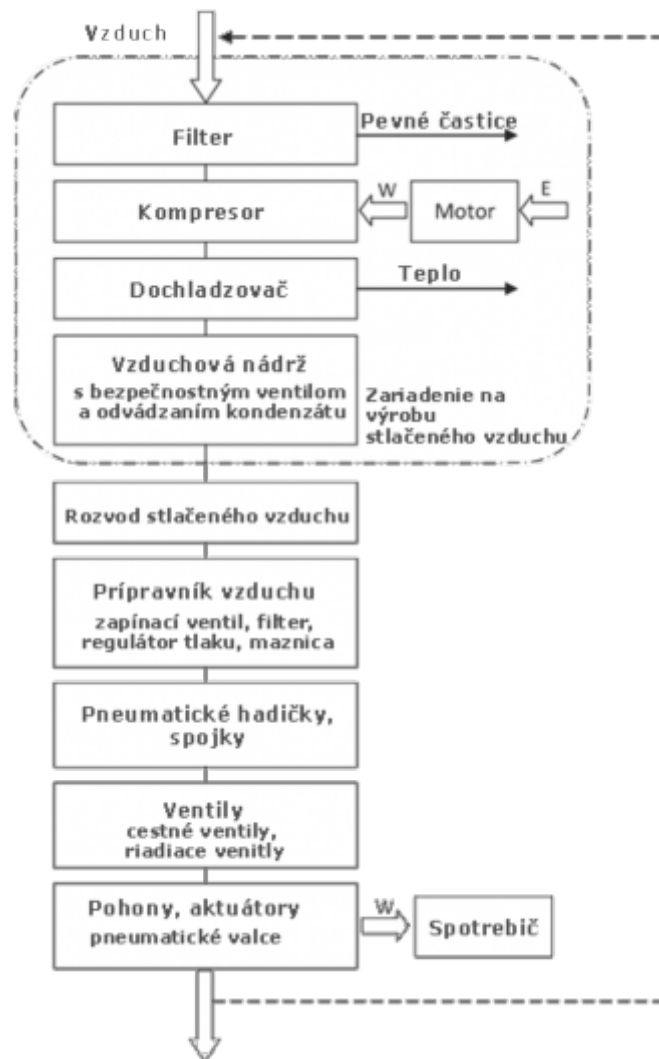 Vzduch
Filter
Pevné častice
Kompresor
W
Motor
E
Dochladzovač
Teplo
Vzduchová nádrž
s bezpečnostným ventilom
a odvádzaním kondenzátu
Zariadenie na
výrobu
stlačeného vzduchu
Rozvod stlačeného vzduchu
Prípravník vzduchu
zapínací ventil, filter,
regulátor tlaku, maznica
Pneumatické hadičky,
spojky
Ventily
cestné ventily,
riadiace venitly
Pohony, aktuátory
pneumatické valce
W
Spotrebič